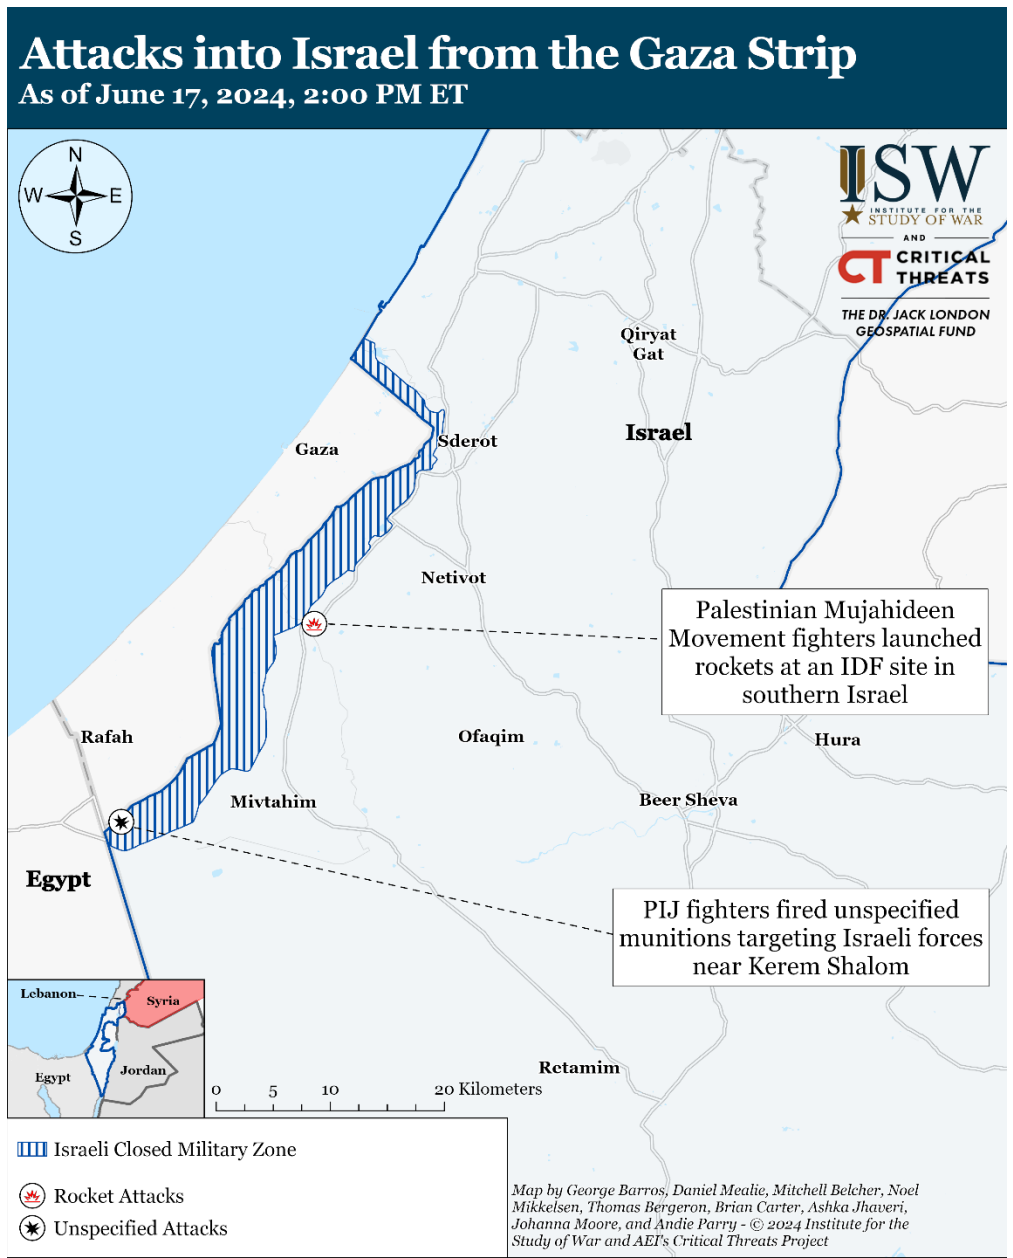 Attacks into Israel from the Gaza Strip
As of June 17, 2024, 2:00 PM ET
N
W E
S
ISW
INSTITUTE FOR THE
STUDY OF WAR
AND
CT CRITICAL
THREATS
THE DR. JACK LONDON
GEOSPATIAL FUND
Qiryat
Gat
Israel
Gaza
Sderot
Netivot
Palestinian Mujahideen
Movement fighters launched
rockets at an IDF site in
southern Israel
Rafah
Ofaqim
Hura
Mivtahim
Beer Sheva
Egypt
PIJ fighters fired unspecified
munitions targeting Israeli forces
near Kerem Shalom
Lebanon
Syria
Egypt
Jordan
Retamim
0 5 10 20 Kilometers
Israeli Closed Military Zone
Rocket Attacks
Unspecified Attacks
Map by George Barros, Daniel Mealie, Mitchell Belcher, Noel
Mikkelsen, Thomas Bergeron, Brian Carter, Ashka Jhaveri,
Johanna Moore, and Andie Parry - © 2024 Institute for the
Study of War and AEI's Critical Threats Project